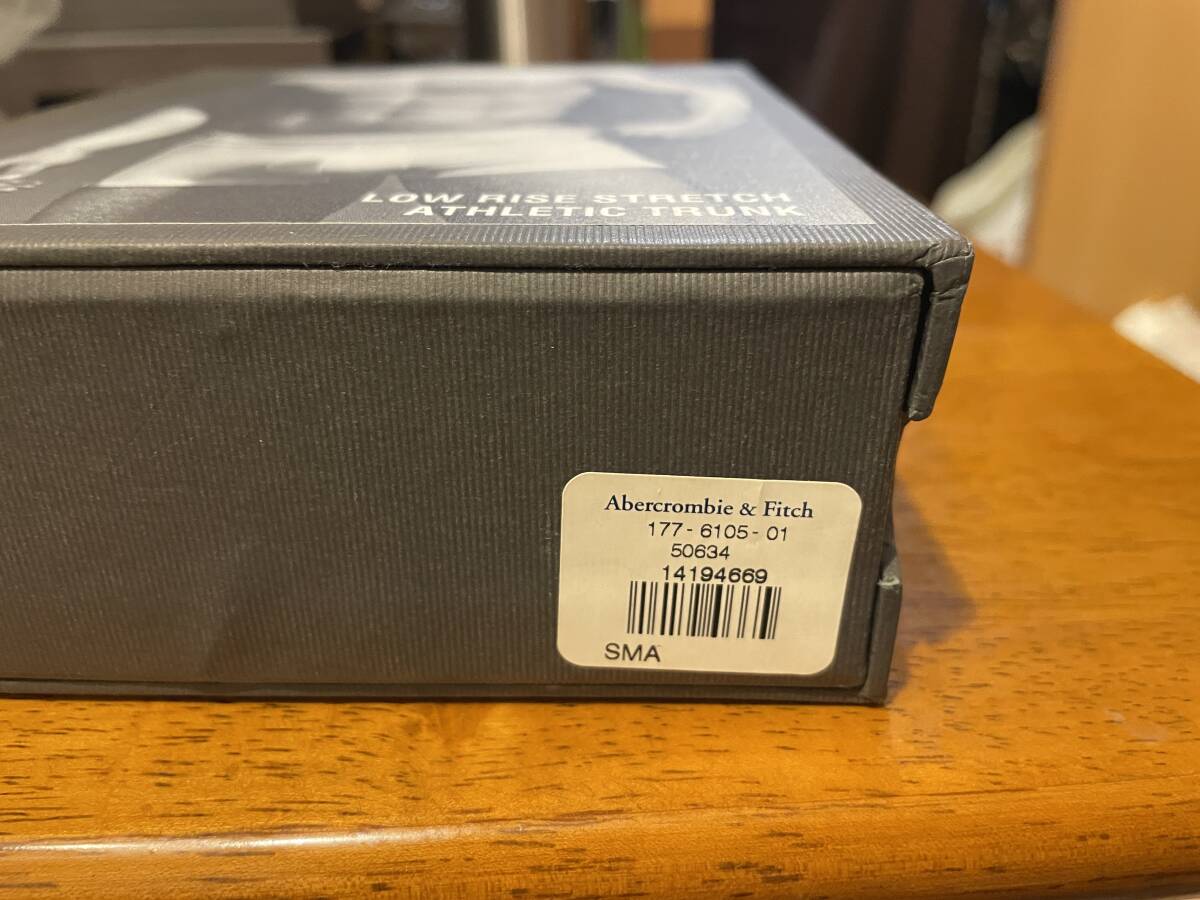 LOW RISE STRETCH
ATHLETIC TRUNK
Abercrombie & Fitch
177-6105-01
50634
14194669
SMA